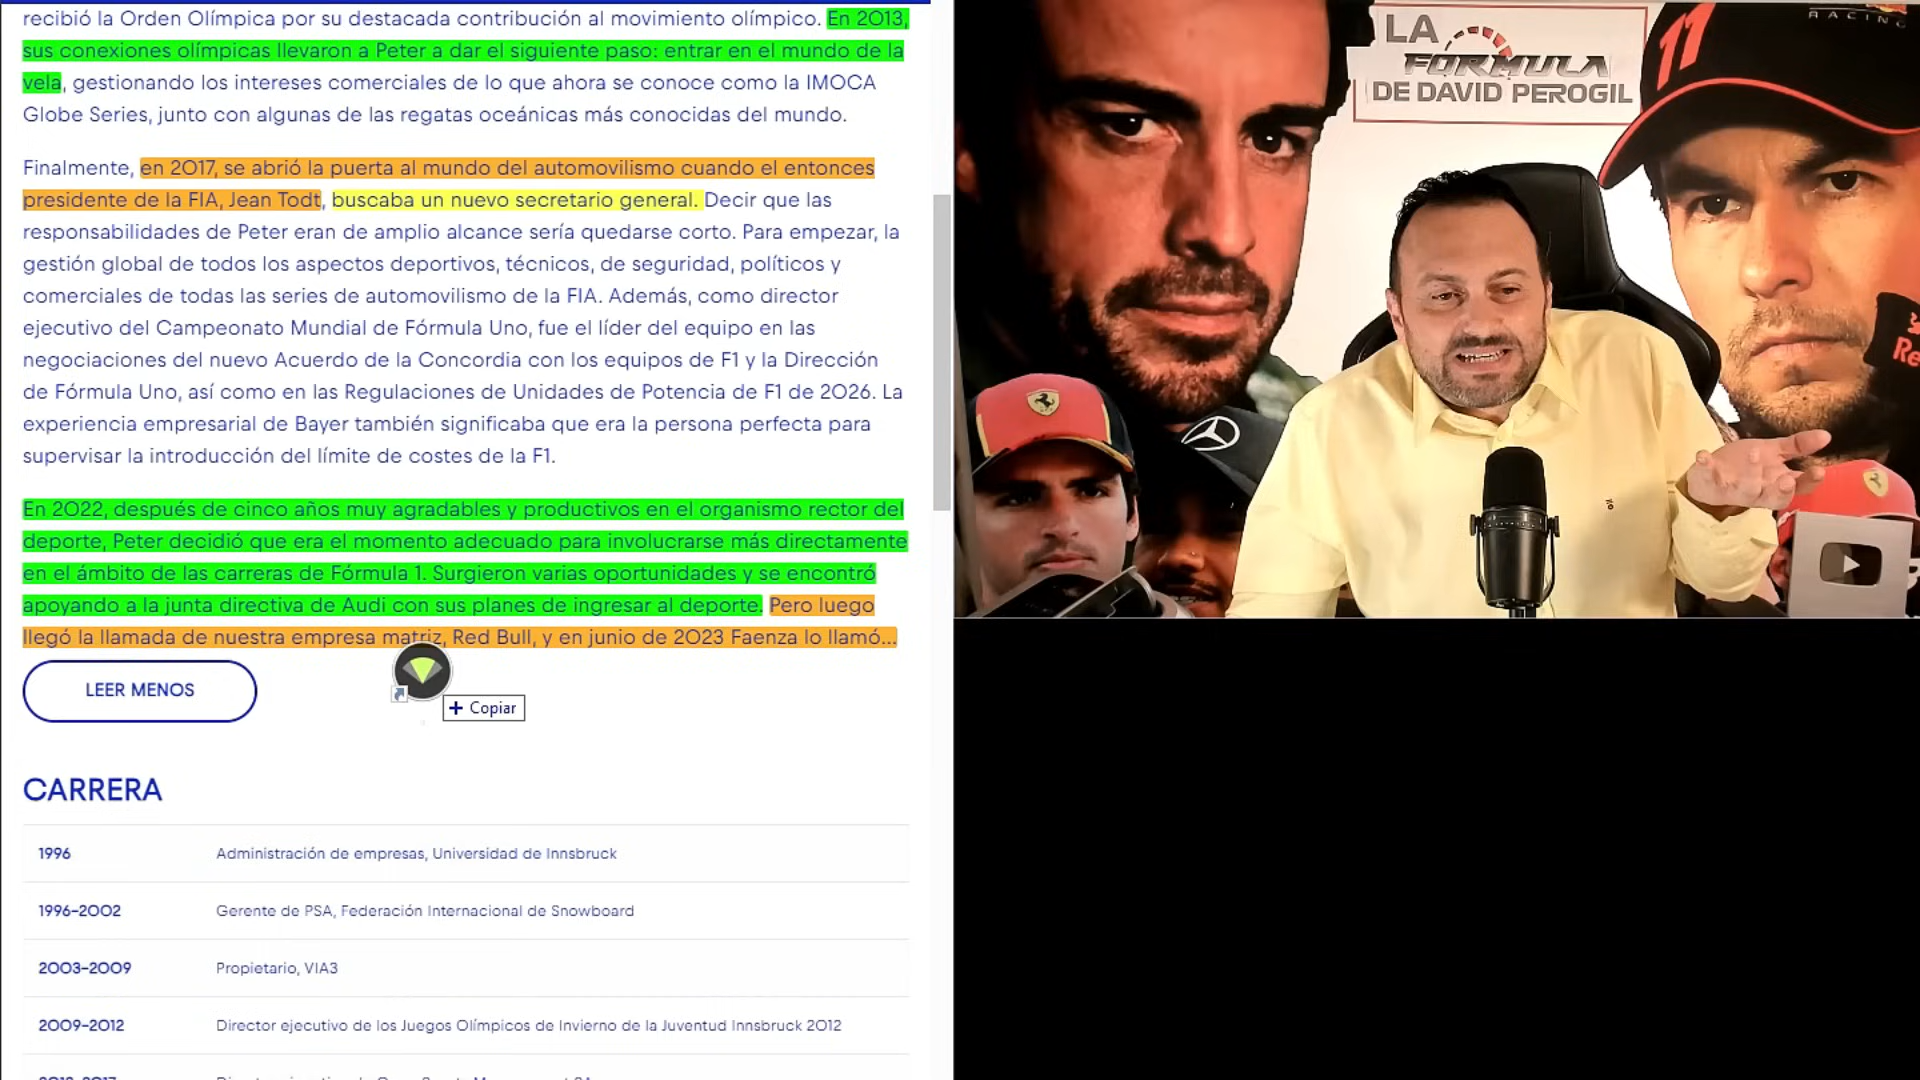 recibió la Orden Olímpica por su destacada contribución al movimiento olímpico. En 2013,
sus conexiones olímpicas llevaron a Peter a dar el siguiente paso: entrar en el mundo de la
vela, gestionando los intereses comerciales de lo que ahora se conoce como la IMOCA
Globe Series, junto con algunas de las regatas oceánicas más conocidas del mundo.
Finalmente, en 2017, se abrió la puerta al mundo del automovilismo cuando el entonces
presidente de la FIA, Jean Todt, buscaba un nuevo secretario general. Decir que las
responsabilidades de Peter eran de amplio alcance sería quedarse corto. Para empezar, la
gestión global de todos los aspectos deportivos, técnicos, de seguridad, políticos y
comerciales de todas las series de automovilismo de la FIA. Además, como director
ejecutivo del Campeonato Mundial de Fórmula Uno, fue el líder del equipo en las
negociaciones del nuevo Acuerdo de la Concordia con los equipos de F1 y la Dirección
de Fórmula Uno, así como en las Regulaciones de Unidades de Potencia de F1 de 2026. La
experiencia empresarial de Bayer también significaba que era la persona perfecta para
supervisar la introducción del límite de costes de la F1.
En 2022, después de cinco años muy agradables y productivos en el organismo rector del
deporte, Peter decidió que era el momento adecuado para involucrarse más directamente
en el ámbito de las carreras de Fórmula 1. Surgieron varias oportunidades y se encontró
apoyando a la junta directiva de Audi con sus planes de ingresar al deporte. Pero luego
llegó la llamada de nuestra empresa matriz, Red Bull, y en junio de 2023 Faenza lo llamó...
LEER MENOS
+ Copiar
CARRERA
1996 Administración de empresas, Universidad de Innsbruck
1996-2002 Gerente de PSA, Federación Internacional de Snowboard
2003-2009 Propietario, VIA3
2009-2012 Director ejecutivo de los Juegos Olímpicos de Invierno de la Juventud Innsbruck 2012
LA
FÓRMULA
DE DAVID PEROGIL
11
RACING
Re